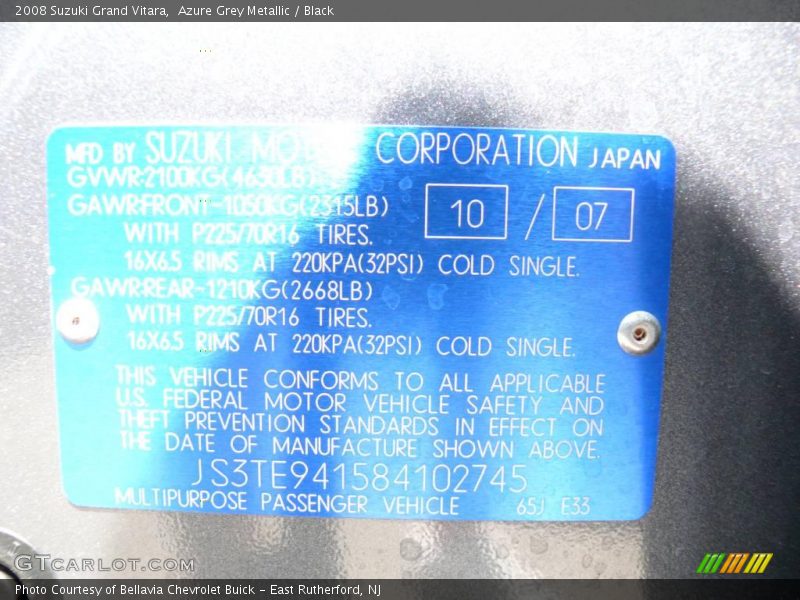 2008 Suzuki Grand Vitara,  Azure Grey Metallic / Black
MFD BY SUZUKI MOTOR CORPORATION JAPAN
GVWR:2100KG(4630LB)
GAWR:FRONT-1050KG(2315LB)
10 / 07
WITH P225/70R16 TIRES.
16X6.5 RIMS AT 220KPA(32PSI) COLD SINGLE.
GAWR:REAR-1210KG(2668LB)
WITH P225/70R16 TIRES.
16X6.5 RIMS AT 220KPA(32PSI) COLD SINGLE.
THIS VEHICLE CONFORMS TO ALL APPLICABLE
U.S. FEDERAL MOTOR VEHICLE SAFETY AND
THEFT PREVENTION STANDARDS IN EFFECT ON
THE DATE OF MANUFACTURE SHOWN ABOVE.
JS3TE941584102745
MULTIPURPOSE PASSENGER VEHICLE 65J E33
GTCARLOT.COM
Photo Courtesy of Bellavia Chevrolet Buick - East Rutherford, NJ